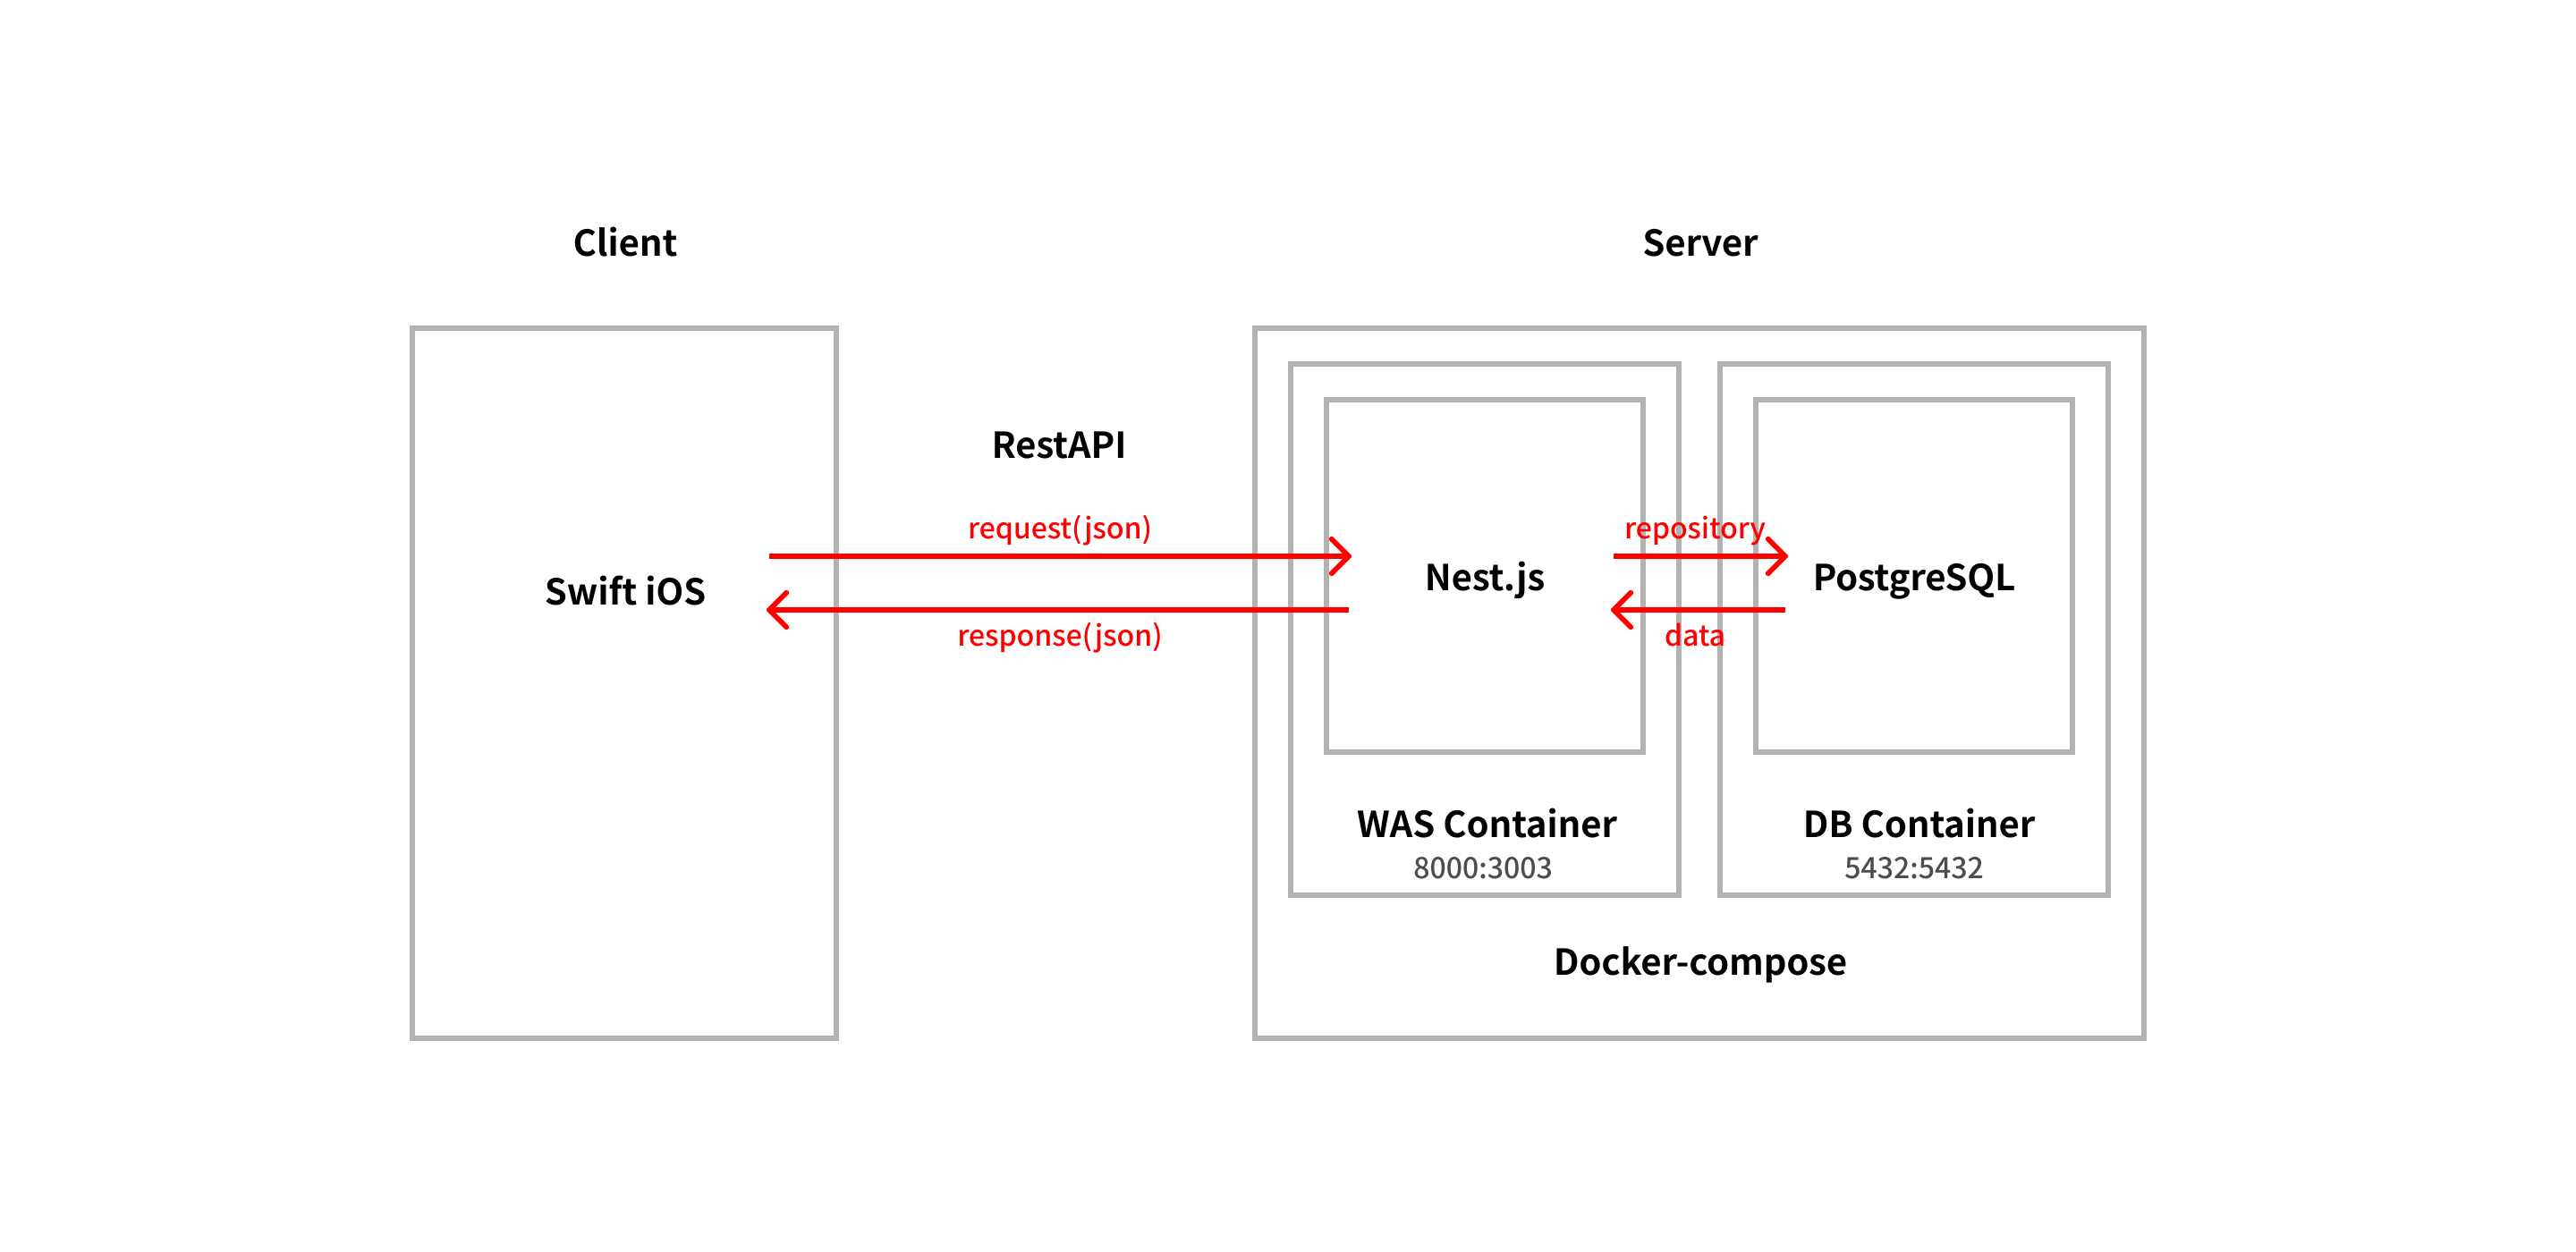 Client
Server
RestAPI
request(json)
response(json)
Swift iOS
Nest.js
repository
data
PostgreSQL
WAS Container
8000:3003
DB Container
5432:5432
Docker-compose